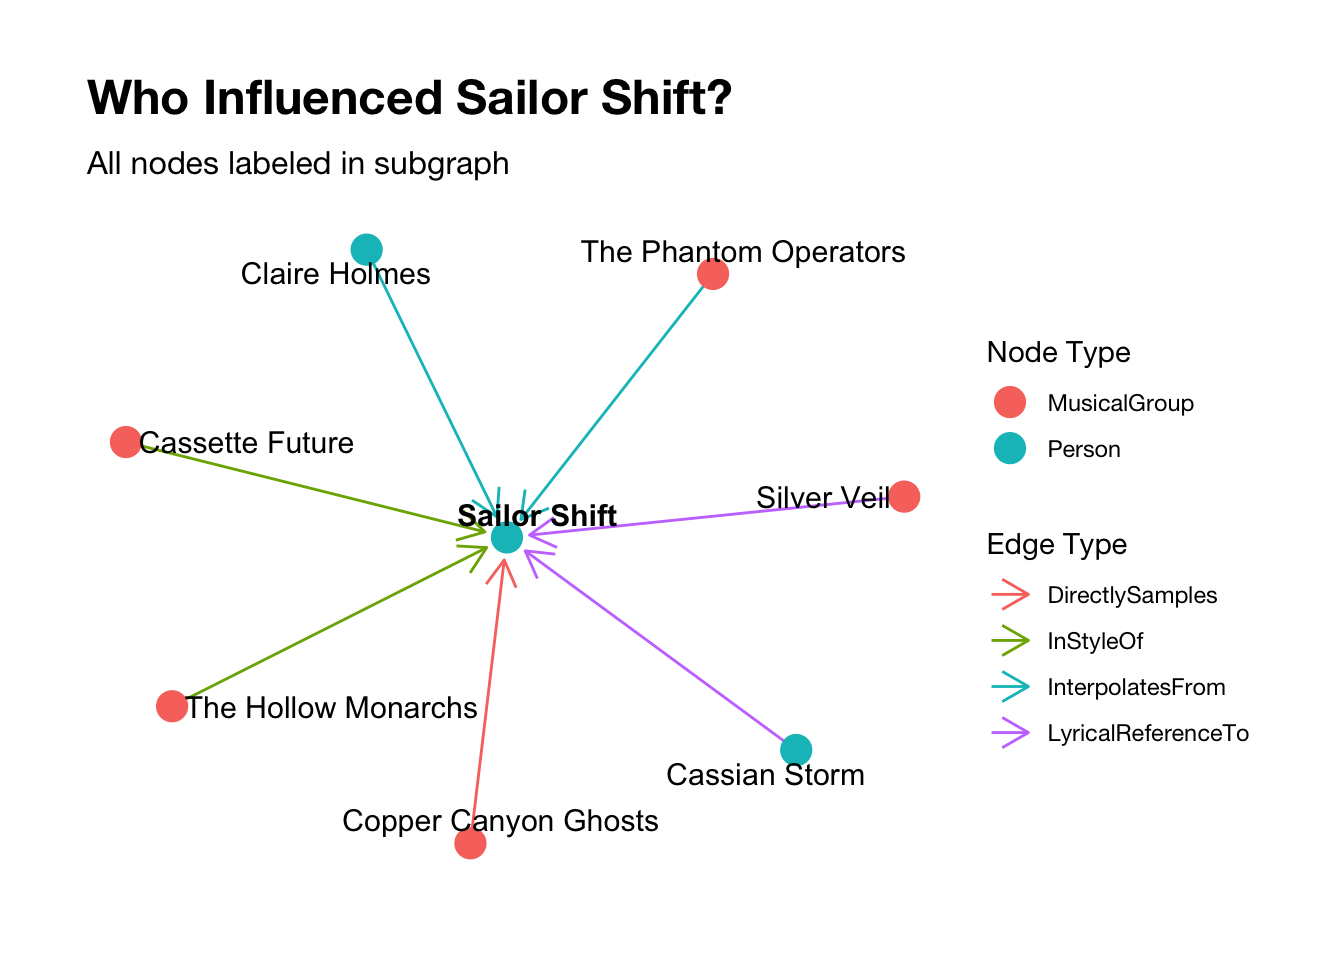 Who Influenced Sailor Shift?
All nodes labeled in subgraph
Claire Holmes
The Phantom Operators
Cassette Future
Silver Veil
Sailor Shift
The Hollow Monarchs
Cassian Storm
Copper Canyon Ghosts
Node Type
MusicalGroup
Person
Edge Type
DirectlySamples
InStyleOf
InterpolatesFrom
LyricalReferenceTo